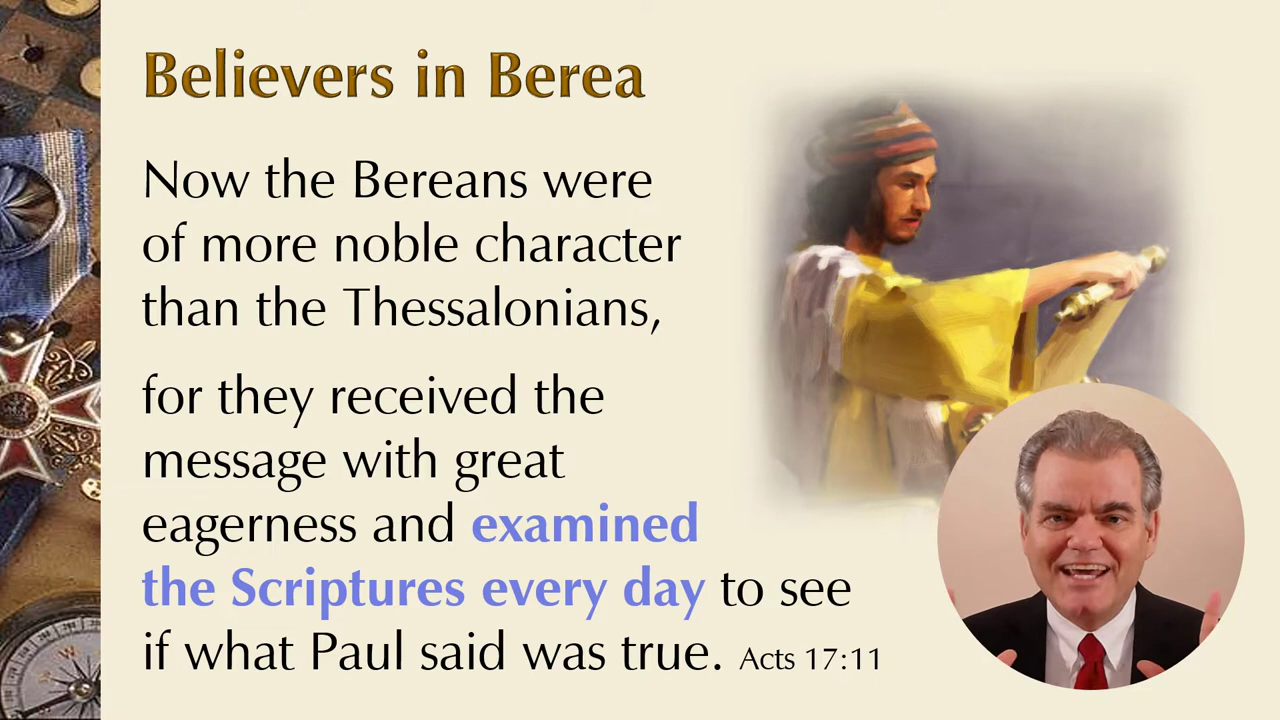 Believers in Berea
Now the Bereans were
of more noble character
than the Thessalonians,
for they received the
message with great
eagerness and examined
the Scriptures every day to see
if what Paul said was true. Acts 17:11